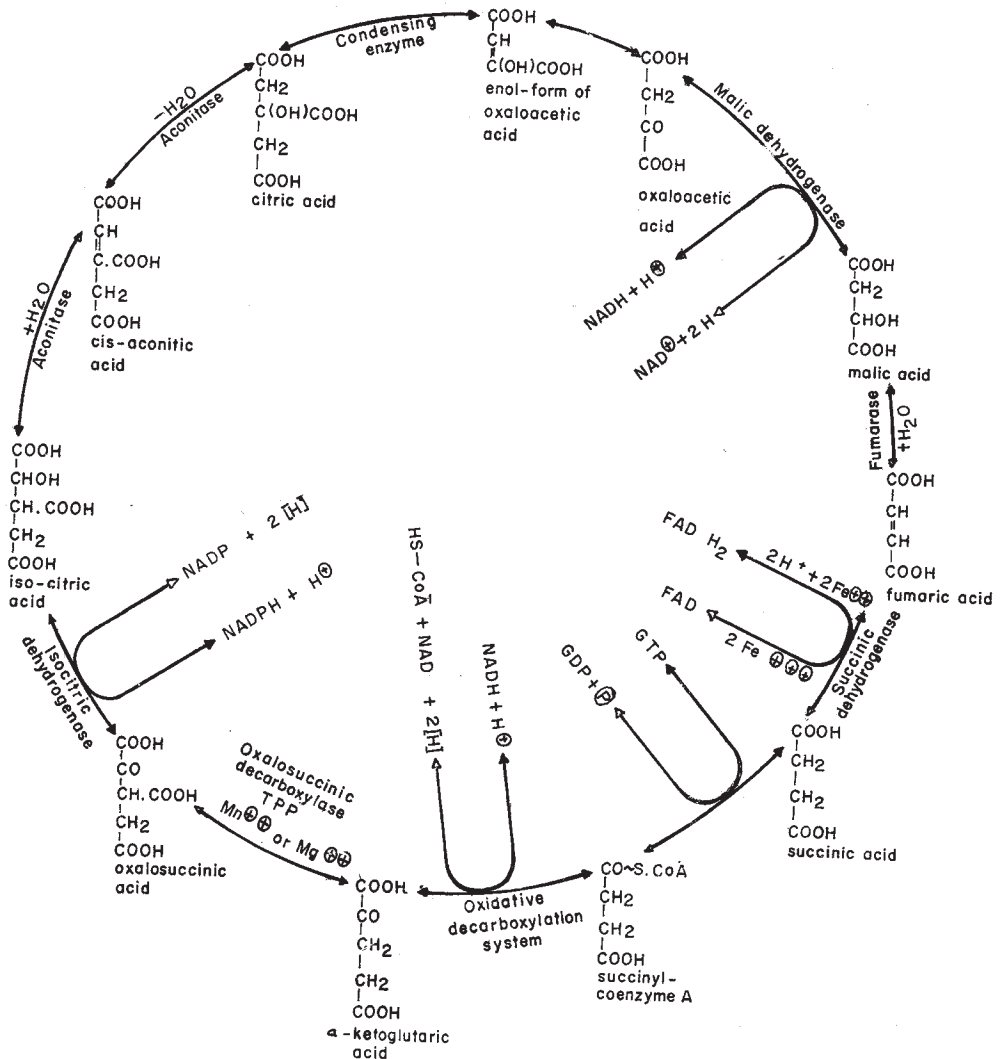 COOH
CH
C(OH)COOH
enol-form of
oxaloacetic
acid
COOH
CH2
CO
COOH
oxaloacetic
acid
Malic dehydrogenase
NADH + H⊕
NAD⊕ + 2 H
COOH
CH2
CHOH
COOH
malic acid
Fumarase
+H2O
COOH
CH
CH
COOH
fumaric acid
FAD H2
2H + + 2Fe⊕⊕
FAD
2 Fe ⊕⊕⊕
Succinic
dehydrogenase
COOH
CH2
CH2
COOH
succinic acid
GTP
GDP + Ⓟ
CO~S.CoA
CH2
CH2
COOH
succinyl-
coenzyme A
Oxidative
decarboxylation
system
HS-CoA + NAD + 2[H]
NADH + H⊕
COOH
CO
CH2
CH2
COOH
α-ketoglutaric
acid
Oxalosuccinic
decarboxylase
TPP
Mn⊕⊕ or Mg⊕⊕
COOH
CO
CH.COOH
CH2
COOH
oxalosuccinic
acid
Isocitric
dehydrogenase
NADP + 2 [H]
NADPH + H⊕
COOH
CHOH
CH.COOH
CH2
COOH
iso-citric
acid
+H2O
Aconitase
COOH
CH
C.COOH
CH2
COOH
cis-aconitic
acid
-H2O
Aconitase
COOH
CH2
C(OH)COOH
CH2
COOH
citric acid
Condensing
enzyme